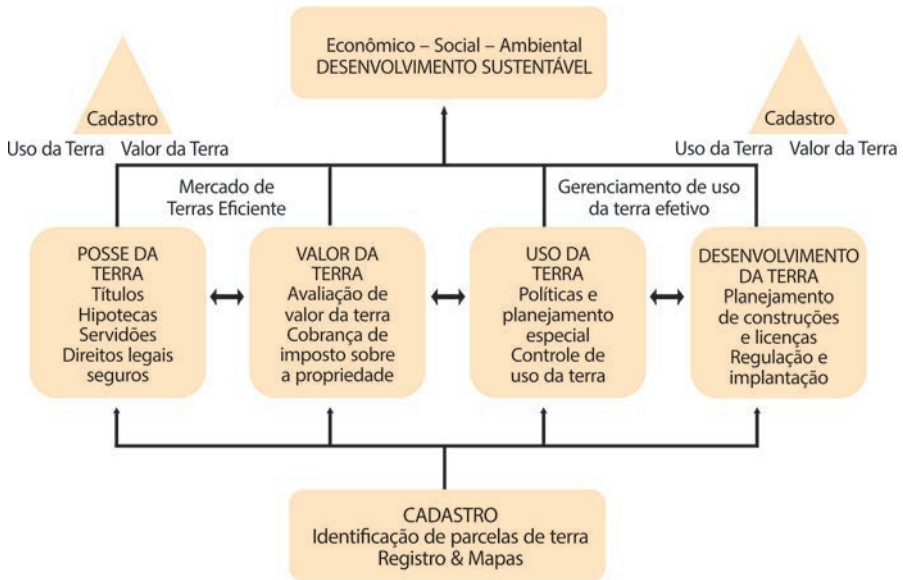 Econômico – Social – Ambiental
DESENVOLVIMENTO SUSTENTÁVEL
Cadastro
Uso da Terra Valor da Terra
Cadastro
Uso da Terra Valor da Terra
Mercado de
Terras Eficiente
Gerenciamento de uso
da terra efetivo
POSSE DA
TERRA
Títulos
Hipotecas
Servidões
Direitos legais
seguros
VALOR DA
TERRA
Avaliação de
valor da terra
Cobrança de
imposto sobre
a propriedade
USO DA
TERRA
Políticas e
planejamento
especial
Controle de
uso da terra
DESENVOLVIMENTO
DA TERRA
Planejamento
de construções
e licenças
Regulação e
implantação
CADASTRO
Identificação de parcelas de terra
Registro & Mapas